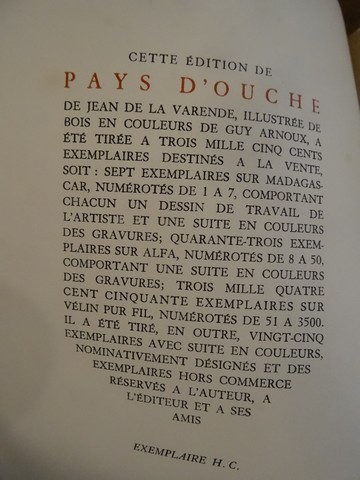 CETTE ÉDITION DE
PAYS D'OUCHE
DE JEAN DE LA VARENDE, ILLUSTRÉE DE
BOIS EN COULEURS DE GUY ARNOUX, A
ÉTÉ TIRÉE A TROIS MILLE CINQ CENTS
EXEMPLAIRES DESTINÉS A LA VENTE,
SOIT : SEPT EXEMPLAIRES SUR MADAGAS-
CAR, NUMÉROTÉS DE 1 A 7, COMPORTANT
CHACUN UN DESSIN DE TRAVAIL DE
L'ARTISTE ET UNE SUITE EN COULEURS
DES GRAVURES; QUARANTE-TROIS EXEM-
PLAIRES SUR ALFA, NUMÉROTÉS DE 8 A 50,
COMPORTANT UNE SUITE EN COULEURS
DES GRAVURES; TROIS MILLE QUATRE
CENT CINQUANTE EXEMPLAIRES SUR
VÉLIN PUR FIL, NUMÉROTÉS DE 51 A 3500.
IL A ÉTÉ TIRÉ, EN OUTRE, VINGT-CINQ
EXEMPLAIRES AVEC SUITE EN COULEURS,
NOMINATIVEMENT DÉSIGNÉS ET DES
EXEMPLAIRES HORS COMMERCE
RÉSERVÉS A L'AUTEUR, A
L'ÉDITEUR ET A SES
AMIS
EXEMPLAIRE H. C.